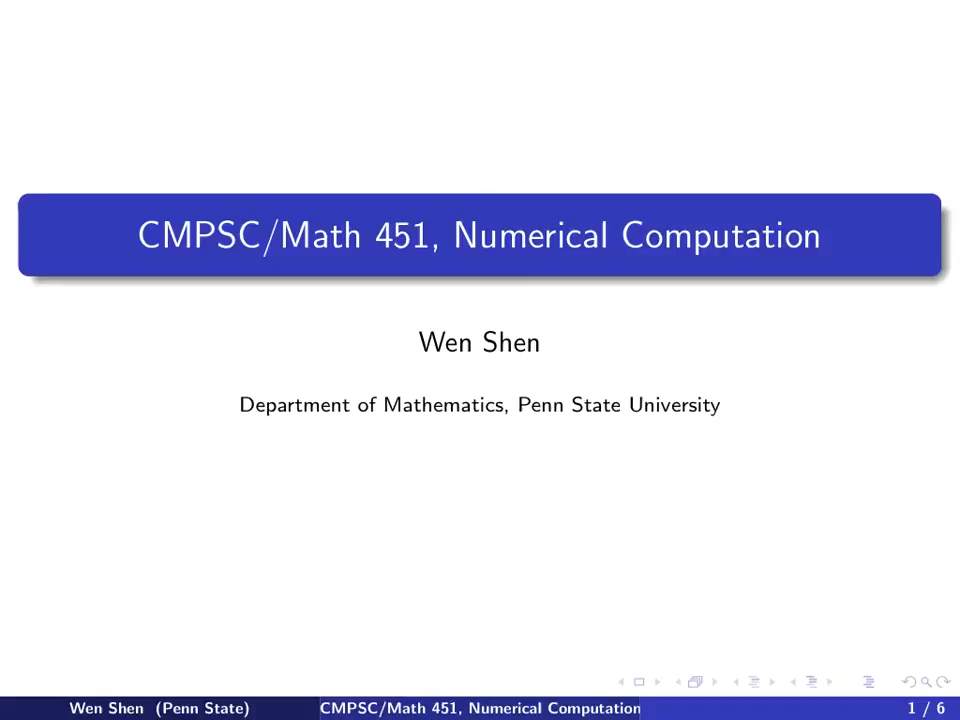 CMPSC/Math 451, Numerical Computation
Wen Shen
Department of Mathematics, Penn State University
Wen Shen (Penn State) CMPSC/Math 451, Numerical Computation 1 / 6